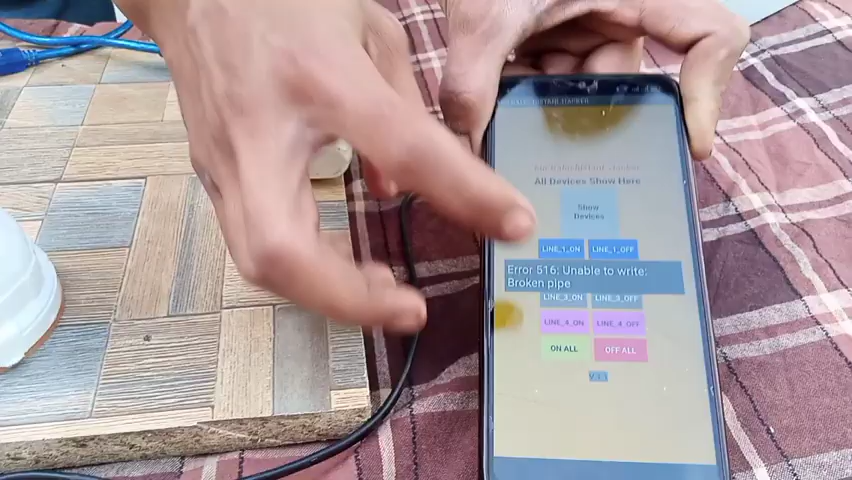 All Devices Show Here
Show
Devices
LINE_1_ON LINE_1_OFF
Error 516: Unable to write:
Broken pipe
LINE_3_ON LINE_3_OFF
LINE_4_ON LINE_4_OFF
ON ALL OFF ALL